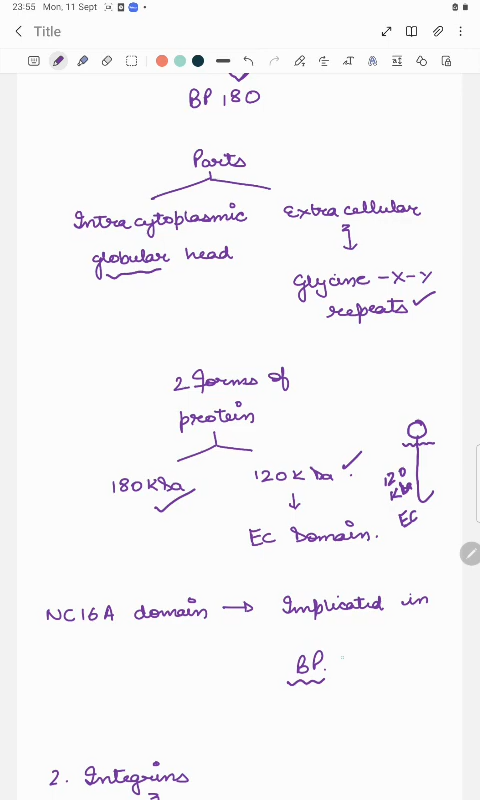 23:55 Mon, 11 Sept
Title
BP 180
Parts
Intra cytoplasmic
globular head
Extra cellular
Glycine -X-Y
repeats
2 Forms of
protein
180 kDa
120 K Da
EC Domain.
120
KDa
EC
NC16A domain → Implicated in
BP.
2. Integrins